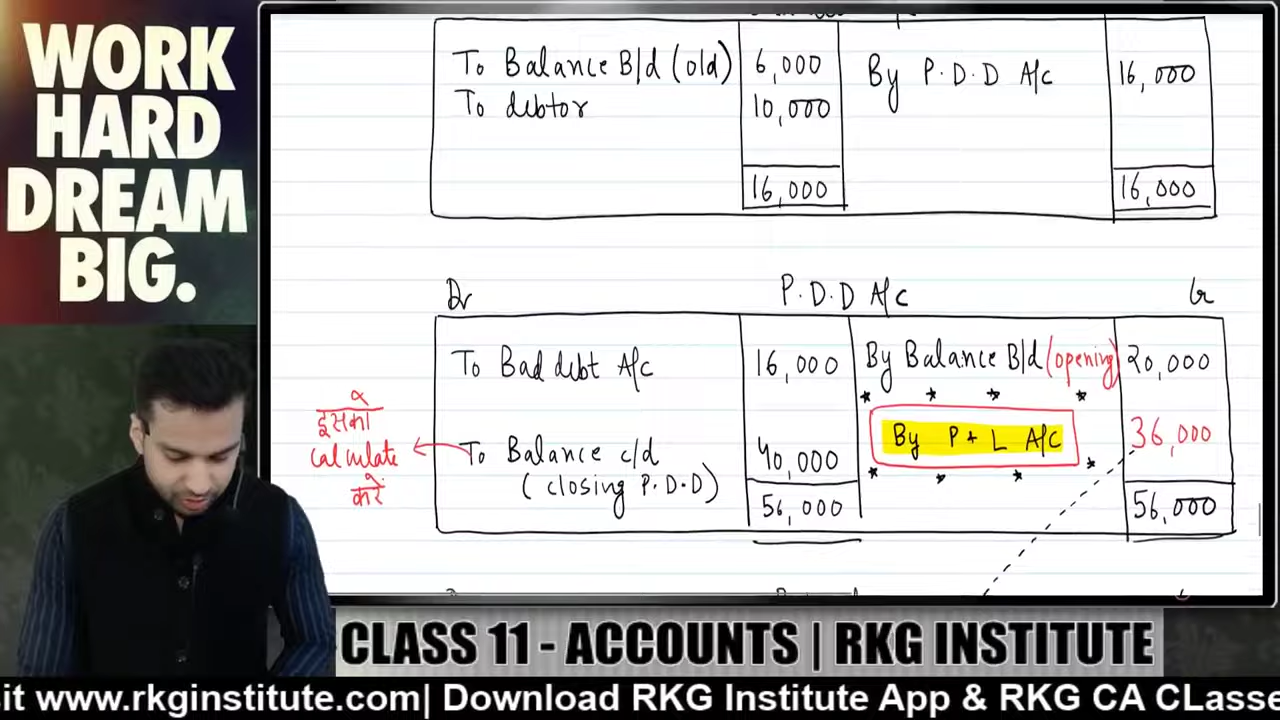 WORK
HARD
DREAM
BIG.
To Balance B/d (old) 6,000 By P.D.D A/c 16,000
To debtor 10,000
16,000 16,000
Dr P.D.D A/c Cr
To Bad debt A/c 16,000 By Balance B/d (opening) 20,000
इसका
calculate
करे
To Balance c/d 40,000 By P + L A/c 36,000
(closing P.D.D)
56,000 56,000
CLASS 11 - ACCOUNTS | RKG INSTITUTE
sit www.rkginstitute.com| Download RKG Institute App & RKG CA CLasse